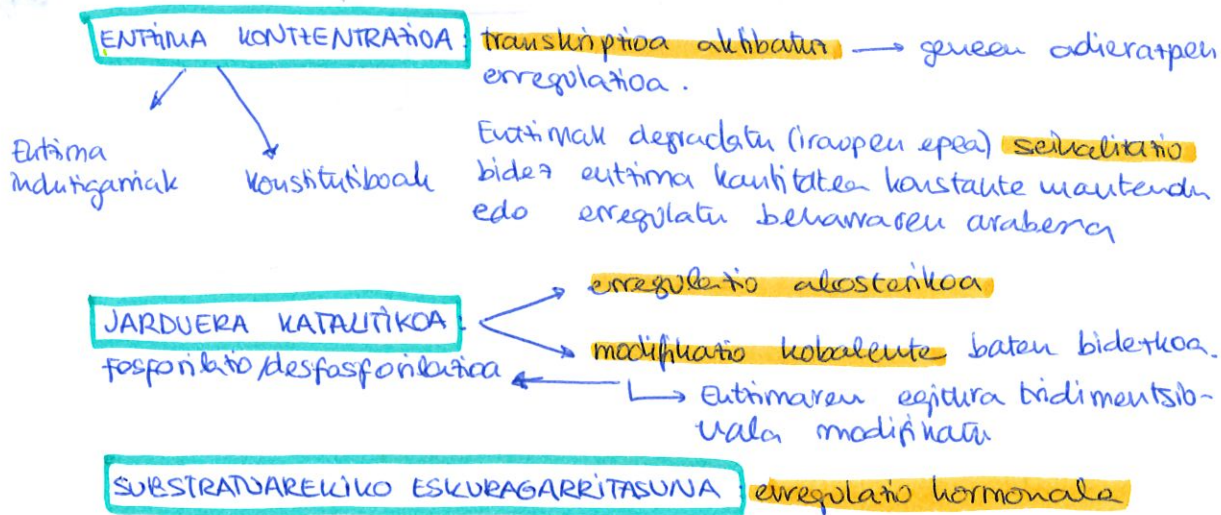 ENTZIMA KONTZENTRAZIOA: transkripzioa aktibatuz → geneen adierazpen
erregulazioa.
Entzima
induzigarriak
konstitutiboak
Entzimak degradatu (iraupen epea) seinalizazio
bidez entzima kantitatea konstante mantendu
edo erregulatu beharraren arabera
JARDUERA KATALITIKOA:
erregulazio alosterikoa
modifikazio kobalente baten bidezkoa.
fosforilazio/desfosforilazioa
→ Entzimaren egitura tridimentsio-
nala modifikatu
SUBSTRATUAREKIKO ESKURAGARRITASUNA erregulazio hormonala